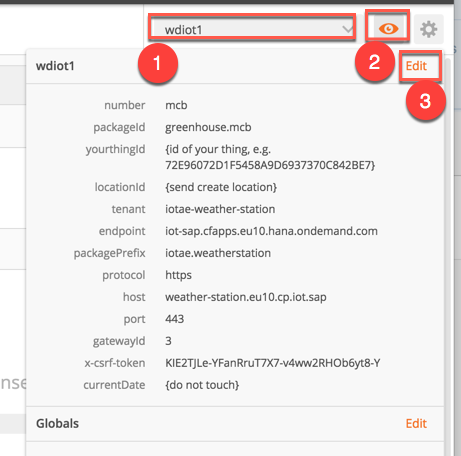 wdiot1
1
2
wdiot1
Edit
3
number mcb
packageId greenhouse.mcb
yourthingId {id of your thing, e.g.
72E96072D1F5458A9D6937370C842BE7}
locationId {send create location}
tenant iotae-weather-station
endpoint iot-sap.cfapps.eu10.hana.ondemand.com
packagePrefix iotae.weatherstation
protocol https
host weather-station.eu10.cp.iot.sap
port 443
gatewayId 3
x-csrf-token KIE2TJLe-YFanRruT7X7-v4ww2RHOb6yt8-Y
currentDate {do not touch}
nse
Globals Edit